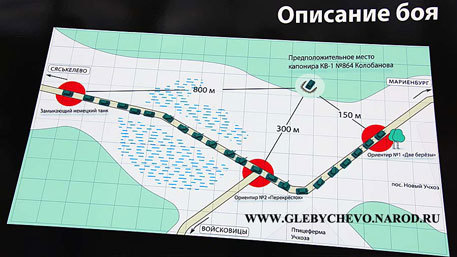 Описание боя
Предположительное место
капонира КВ-1 №864 Колобанова
СЯСЬКЕЛЕВО
МАРИЕНБУРГ
800 м
Замыкающий немецкий танк
150 м
300 м
Ориентир №1 «Две берёзы»
пос. Новый Учхоз
Ориентир №2 «Перекрёсток»
WWW.GLEBYCHEVO.NAROD.RU
ВОЙСКОВИЦЫ
Птицеферма
Учхоза